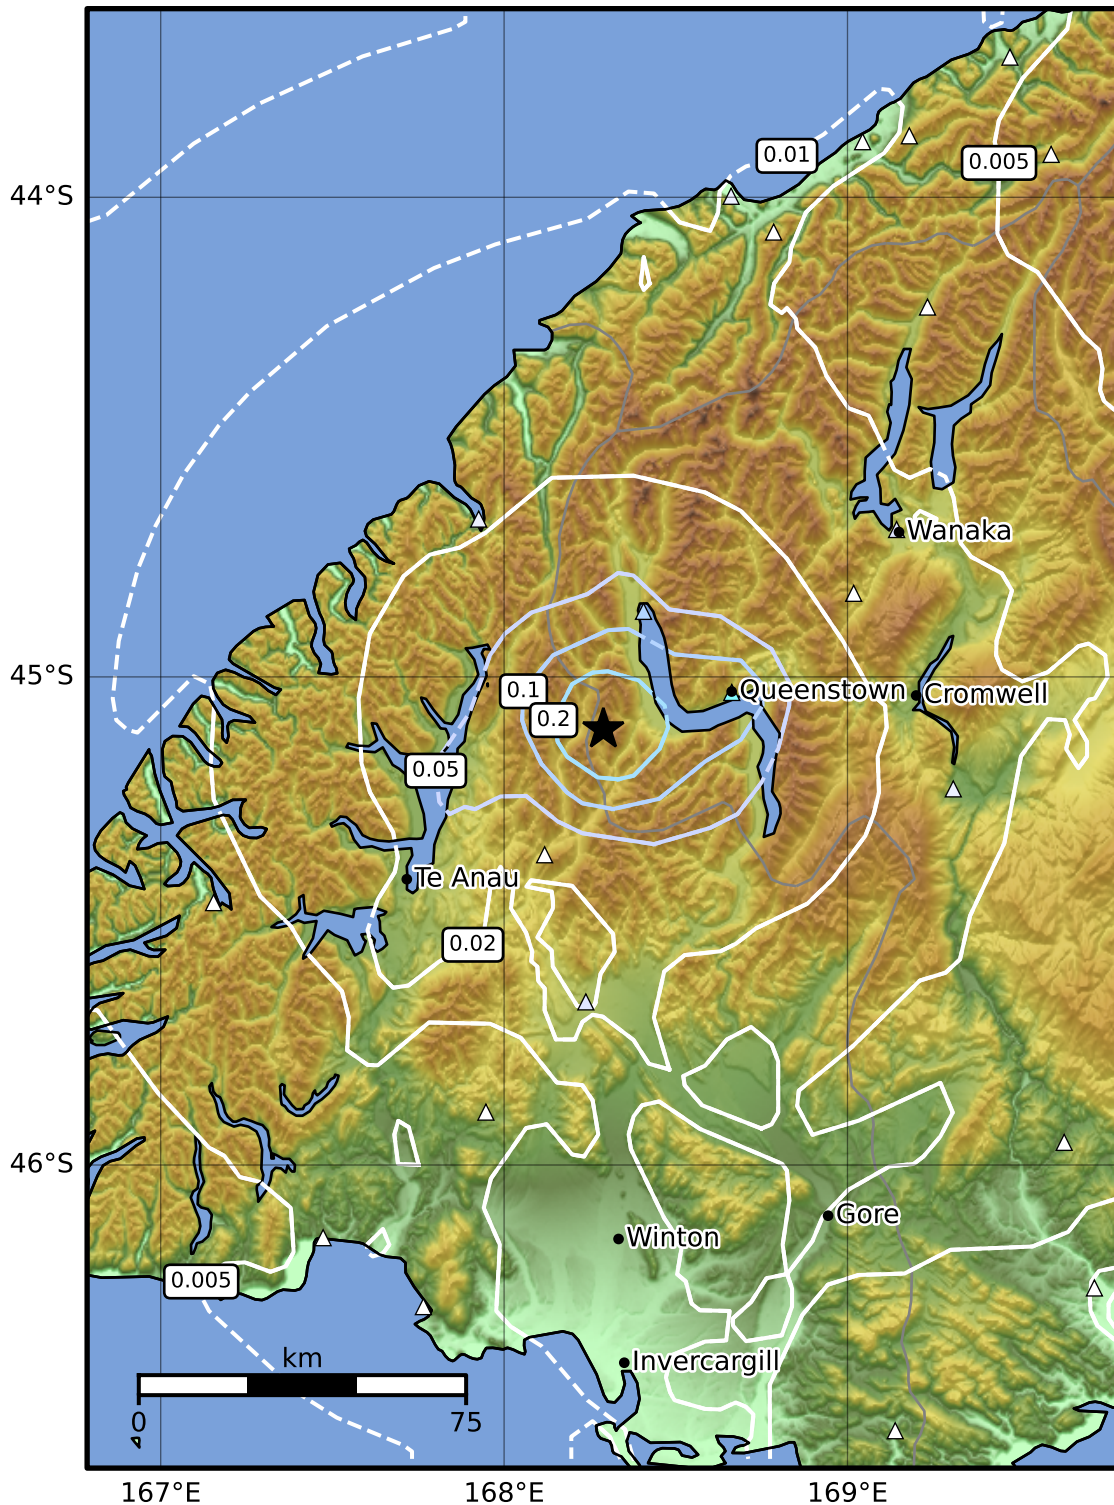 0.01
0.005
44°S
Wanaka
45°S
0.1
Queenstown
Cromwell
0.2
0.05
Te Anau
0.02
46°S
Gore
Winton
0.005
km
Invercargill
0
75
167°E
168°E
169°E